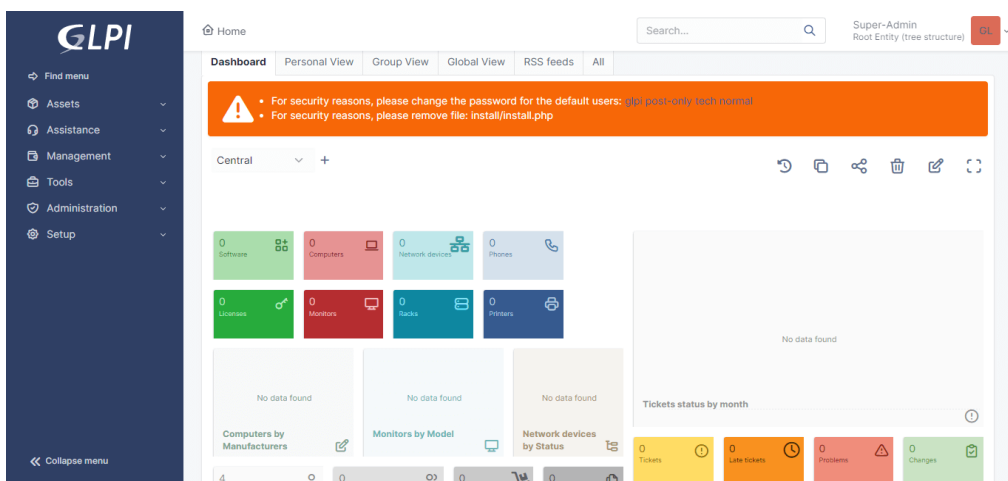 GLPI
Home
Search...
Super-Admin
Root Entity (tree structure)
GL
Find menu
Assets
Assistance
Management
Tools
Administration
Setup
Collapse menu
Dashboard Personal View Group View Global View RSS feeds All
• For security reasons, please change the password for the default users: glpi post-only tech normal
• For security reasons, please remove file: install/install.php
Central
0
Software
0
Computers
0
Network devices
0
Phones
0
Licenses
0
Monitors
0
Racks
0
Printers
No data found
Computers by
Manufacturers
No data found
Monitors by Model
No data found
Network devices
by Status
No data found
Tickets status by month
0
Tickets
0
Late tickets
0
Problems
0
Changes
4
0
0
0